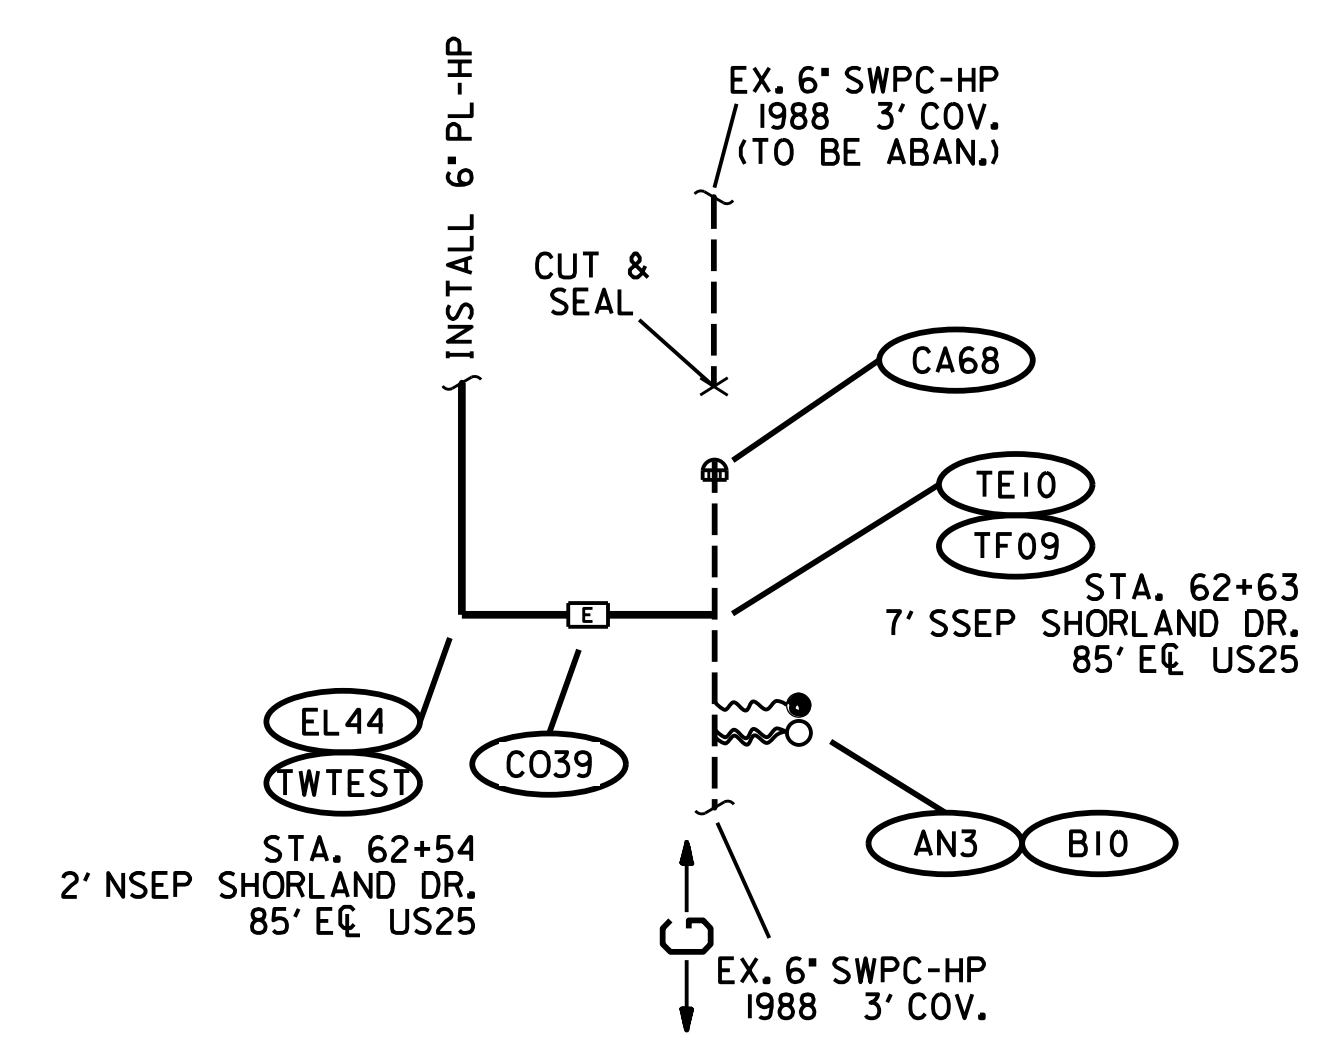 INSTALL 6" PL-HP
EX. 6" SWPC-HP
1988 3' COV.
(TO BE ABAN.)
CUT &
SEAL
CA68
TE10
TF09
STA. 62+63
7' SSEP SHORLAND DR.
85' E℄ US25
E
EL44
TWTEST
STA. 62+54
2' NSEP SHORLAND DR.
85' E℄ US25
CO39
AN3
B10
G
EX. 6" SWPC-HP
1988 3' COV.